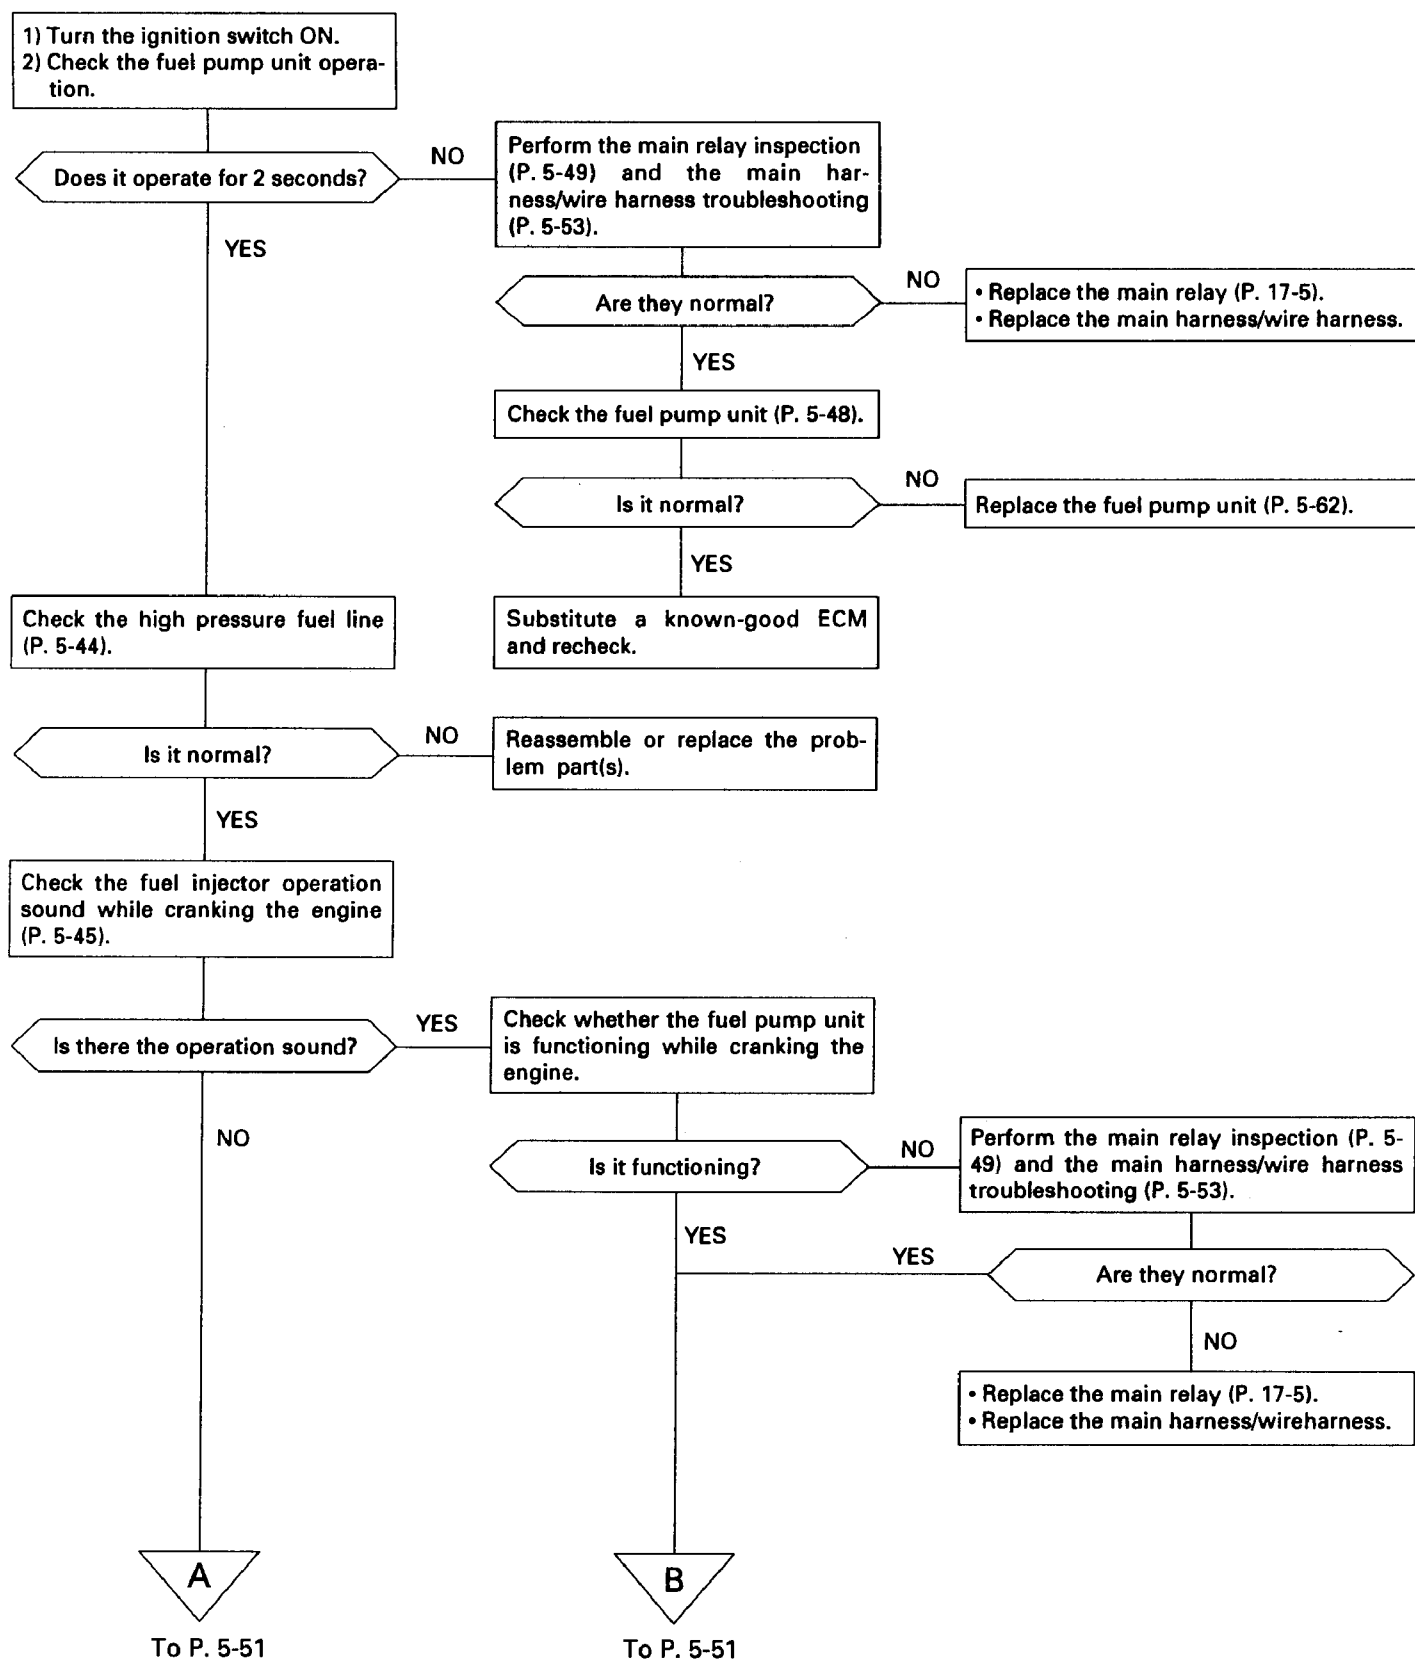 1) Turn the ignition switch ON.
2) Check the fuel pump unit opera-
tion.
Does it operate for 2 seconds?
NO
Perform the main relay inspection
(P. 5-49) and the main har-
ness/wire harness troubleshooting
(P. 5-53).
YES
Are they normal?
NO
• Replace the main relay (P. 17-5).
• Replace the main harness/wire harness.
YES
Check the fuel pump unit (P. 5-48).
Is it normal?
NO
Replace the fuel pump unit (P. 5-62).
YES
Substitute a known-good ECM
and recheck.
Check the high pressure fuel line
(P. 5-44).
Is it normal?
NO
Reassemble or replace the prob-
lem part(s).
YES
Check the fuel injector operation
sound while cranking the engine
(P. 5-45).
Is there the operation sound?
YES
Check whether the fuel pump unit
is functioning while cranking the
engine.
NO
Is it functioning?
NO
Perform the main relay inspection (P. 5-
49) and the main harness/wire harness
troubleshooting (P. 5-53).
YES
YES
Are they normal?
NO
• Replace the main relay (P. 17-5).
• Replace the main harness/wireharness.
A
To P. 5-51
B
To P. 5-51